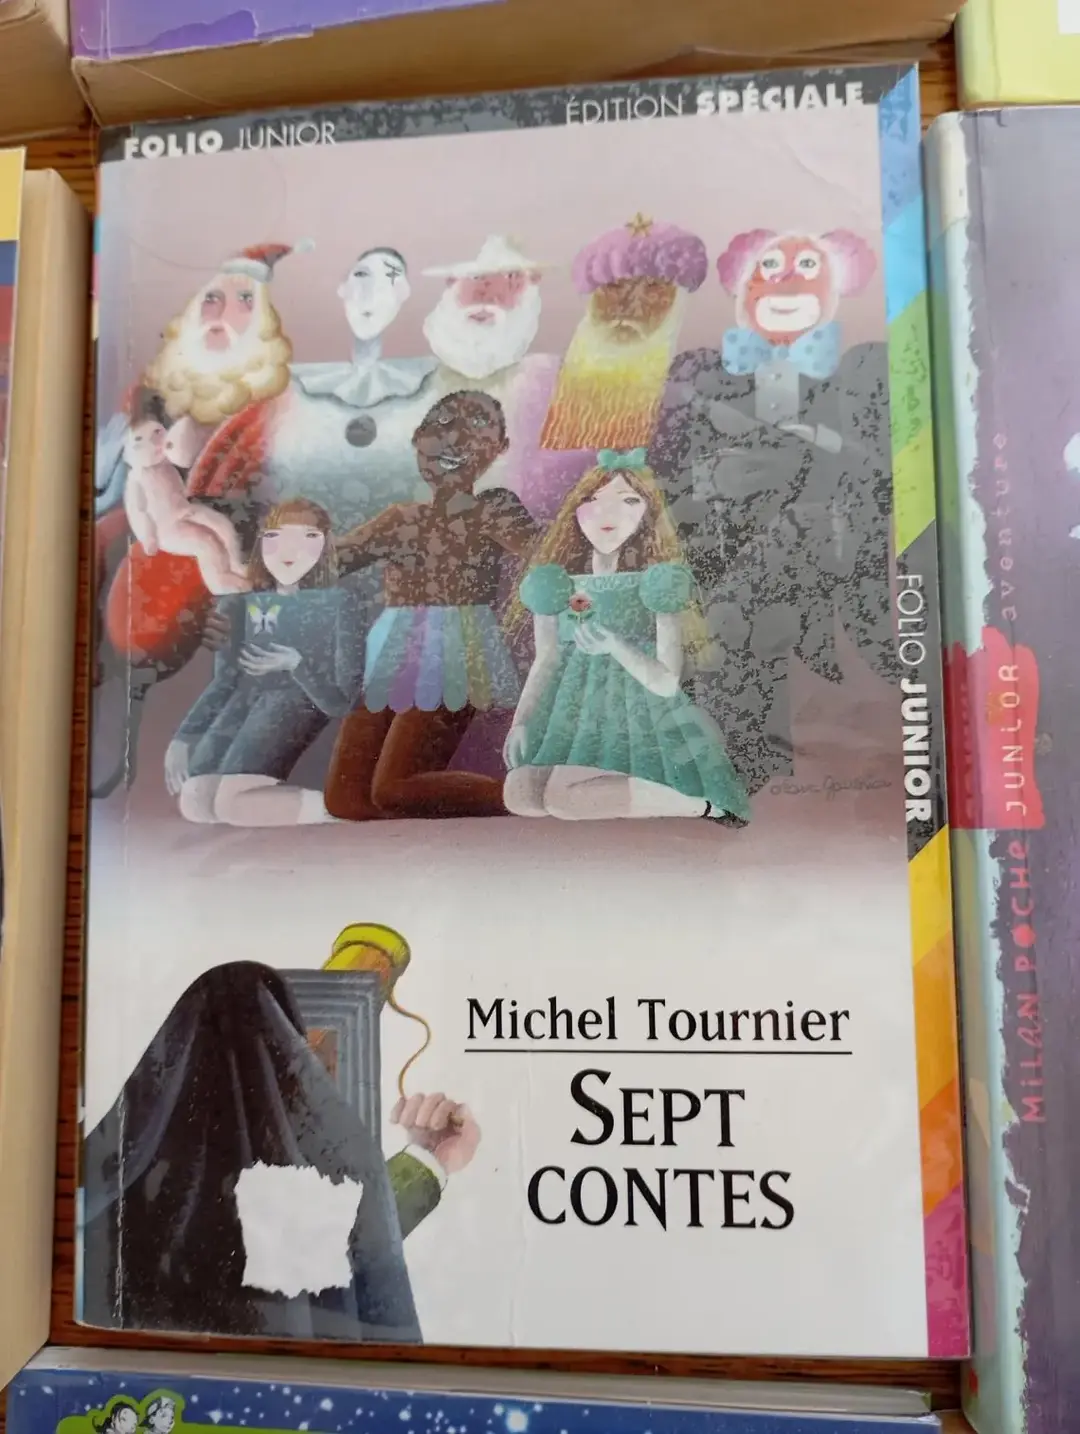 FOLIO JUNIOR
ÉDITION SPÉCIALE
FOLIO JUNIOR
Michel Tournier
SEPT
CONTES
MiLAN POCHE JUNiOR aventure